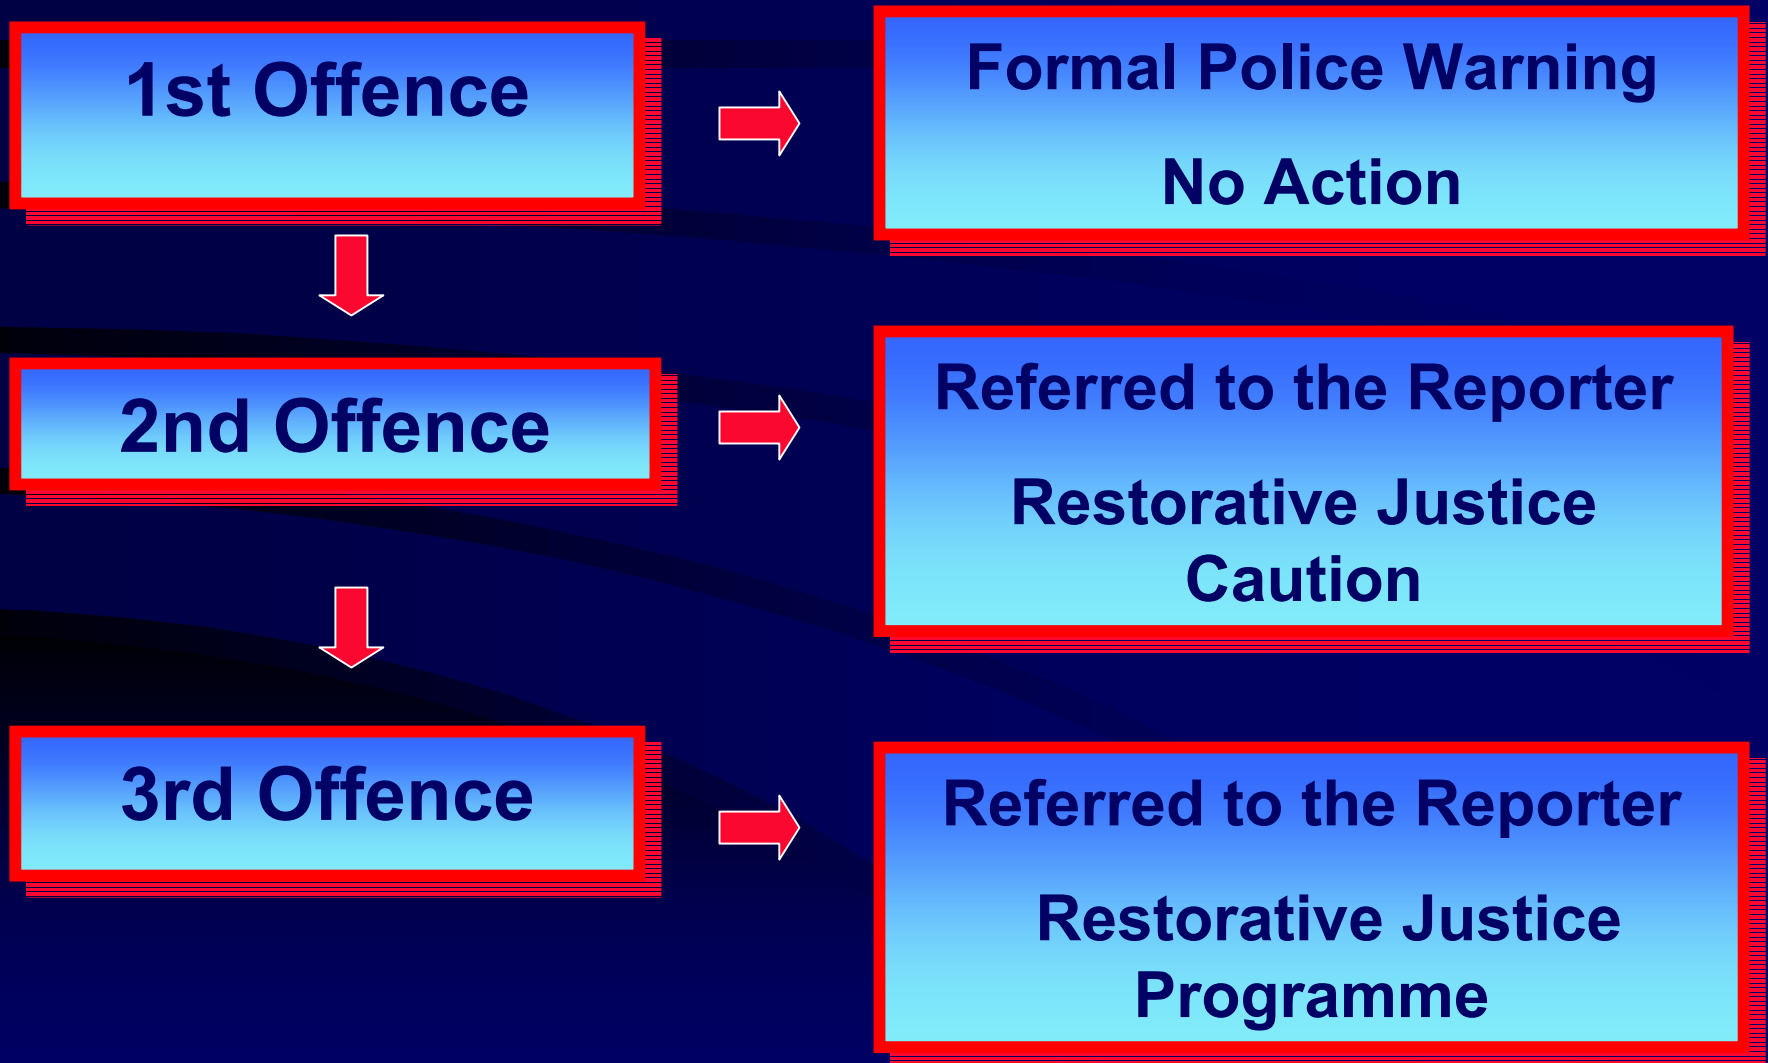 1st Offence
Formal Police Warning
No Action
2nd Offence
Referred to the Reporter
Restorative Justice
Caution
3rd Offence
Referred to the Reporter
Restorative Justice
Programme